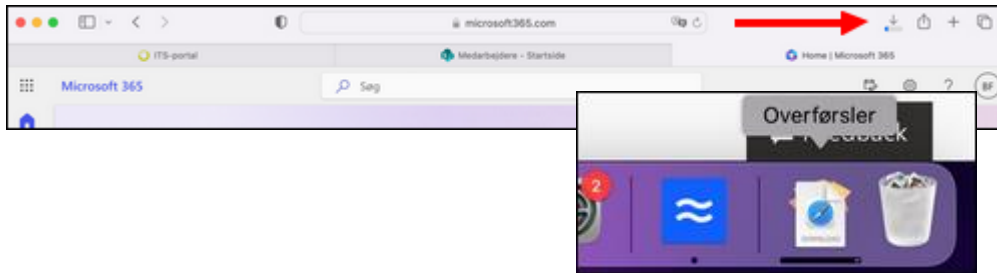 microsoft365.com
ITS-portal
Medarbejdere - Startside
Home | Microsoft 365
Microsoft 365
Søg
?
BF
Overførsler
2